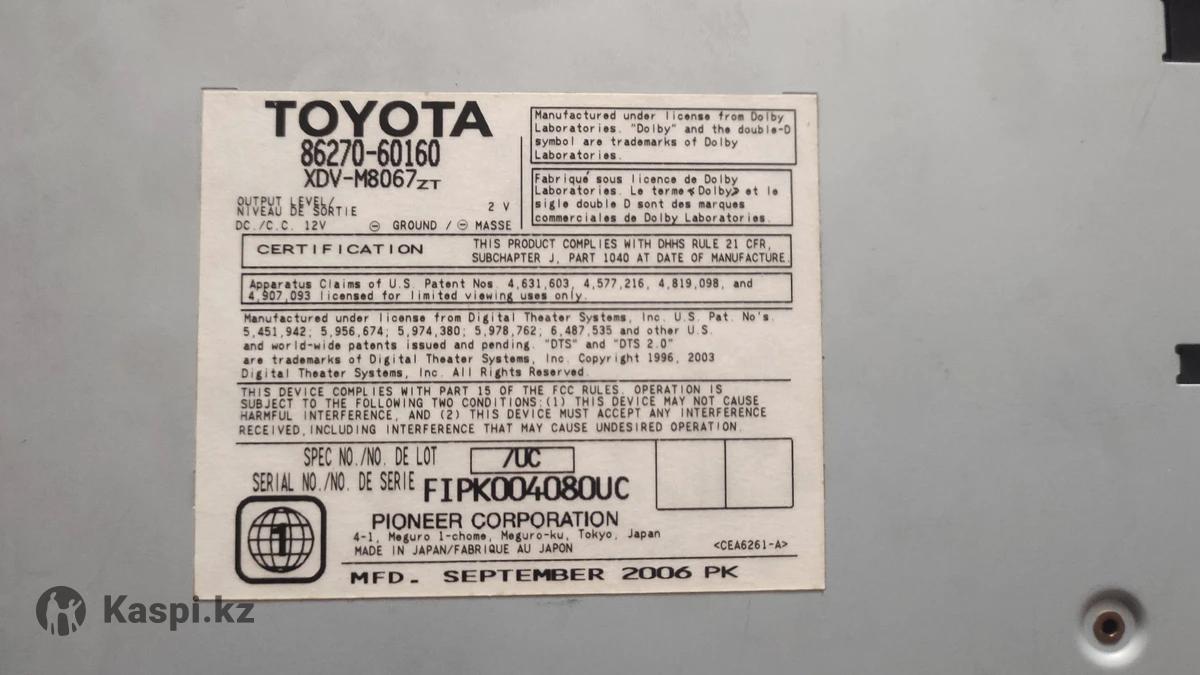 TOYOTA
86270-60160
XDV-M8067ZT
OUTPUT LEVEL/
NIVEAU DE SORTIE 2 V
DC./C.C. 12V ⊖ GROUND / ⊖ MASSE
Manufactured under license from Dolby
Laboratories. "Dolby" and the double-D
symbol are trademarks of Dolby
Laboratories.
Fabriqué sous licence de Dolby
Laboratories. Le terme «Dolby» et le
sigle double D sont des marques
commerciales de Dolby Laboratories.
CERTIFICATION
THIS PRODUCT COMPLIES WITH DHHS RULE 21 CFR,
SUBCHAPTER J, PART 1040 AT DATE OF MANUFACTURE.
Apparatus Claims of U.S. Patent Nos. 4,631,603, 4,577,216, 4,819,098, and
4,907,093 licensed for limited viewing uses only.
Manufactured under license from Digital Theater Systems, Inc. U.S. Pat. No's.
5,451,942; 5,956,674; 5,974,380; 5,978,762; 6,487,535 and other U.S.
and world-wide patents issued and pending. "DTS" and "DTS 2.0"
are trademarks of Digital Theater Systems, Inc. Copyright 1996, 2003
Digital Theater Systems, Inc. All Rights Reserved.
THIS DEVICE COMPLIES WITH PART 15 OF THE FCC RULES. OPERATION IS
SUBJECT TO THE FOLLOWING TWO CONDITIONS:(1) THIS DEVICE MAY NOT CAUSE
HARMFUL INTERFERENCE, AND (2) THIS DEVICE MUST ACCEPT ANY INTERFERENCE
RECEIVED, INCLUDING INTERFERENCE THAT MAY CAUSE UNDESIRED OPERATION.
SPEC NO./NO. DE LOT /UC
SERIAL NO./NO. DE SERIE FIPK004080UC
1
PIONEER CORPORATION
4-1, Meguro 1-chome, Meguro-ku, Tokyo, Japan
MADE IN JAPAN/FABRIQUE AU JAPON <CEA6261-A>
MFD. SEPTEMBER 2006 PK
Kaspi.kz